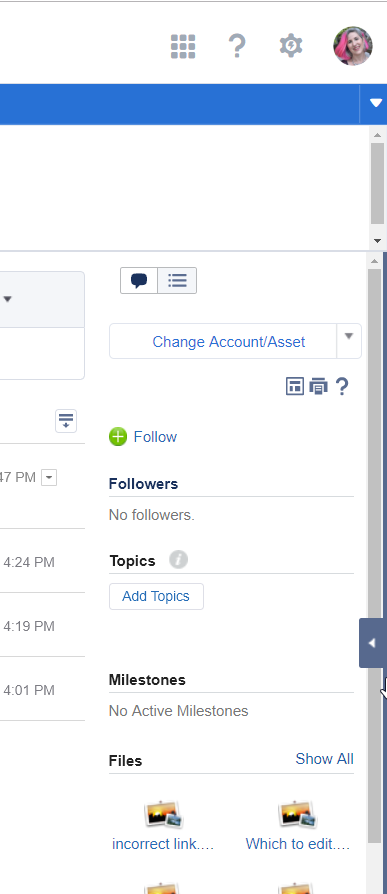 ?
Change Account/Asset
?
Follow
Followers
47 PM
No followers.
Topics i
4:24 PM
Add Topics
4:19 PM
Milestones
4:01 PM
No Active Milestones
Files Show All
incorrect link.... Which to edit....